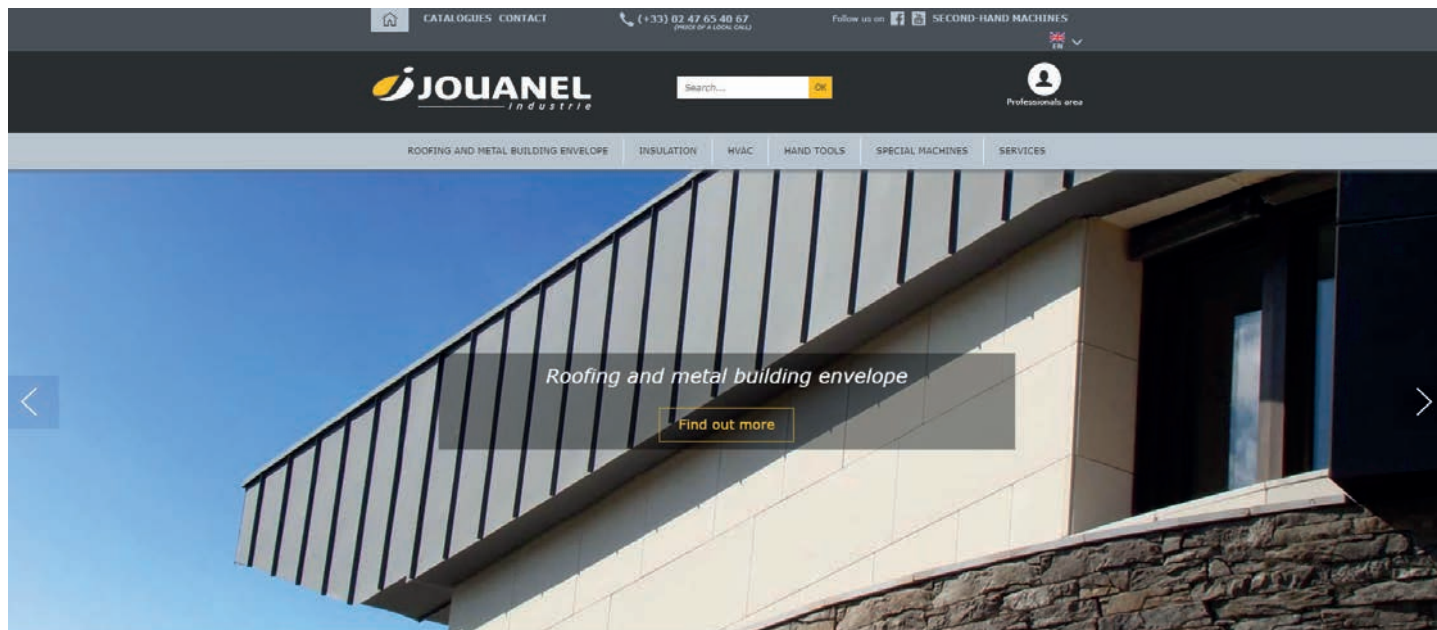 CATALOGUES CONTACT (+33) 02 47 65 40 67 Follow us on SECOND-HAND MACHINES
(PRICE OF A LOCAL CALL)
EN
JOUANEL
Industrie
Search... OK
Professionals area
ROOFING AND METAL BUILDING ENVELOPE INSULATION HVAC HAND TOOLS SPECIAL MACHINES SERVICES
Roofing and metal building envelope
Find out more